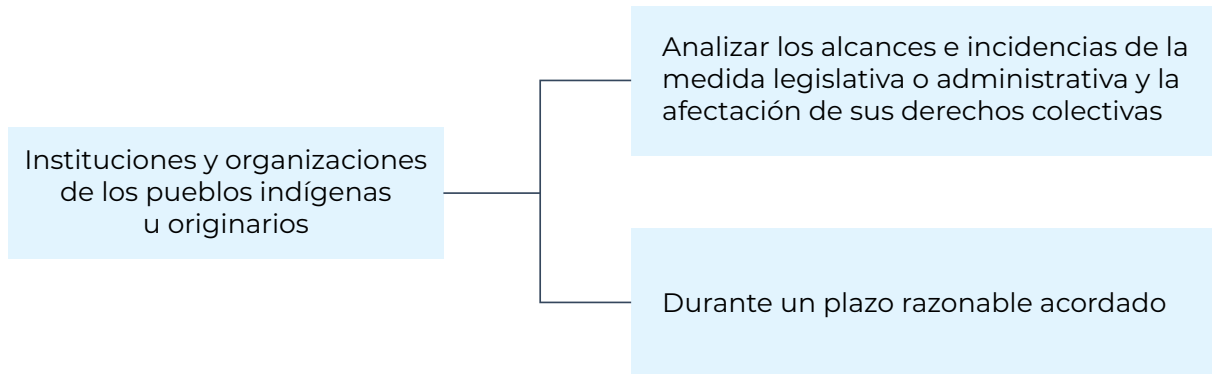 Instituciones y organizaciones
de los pueblos indígenas
u originarios
Analizar los alcances e incidencias de la
medida legislativa o administrativa y la
afectación de sus derechos colectivas
Durante un plazo razonable acordado